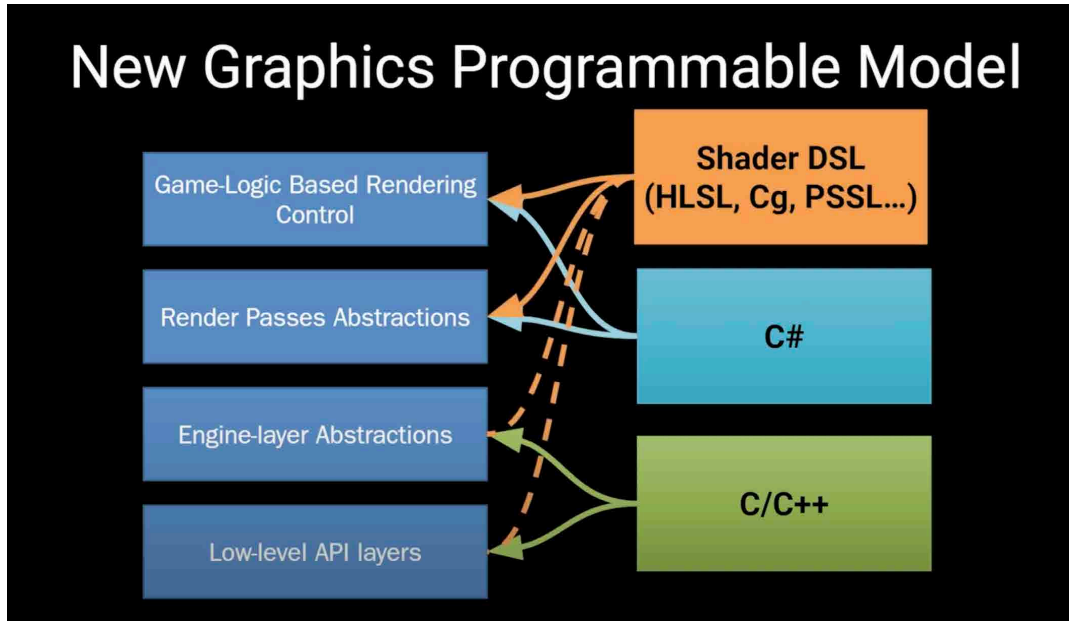 New Graphics Programmable Model
Game-Logic Based Rendering
Control
Render Passes Abstractions
Engine-layer Abstractions
Low-level API layers
Shader DSL
(HLSL, Cg, PSSL…)
C#
C/C++